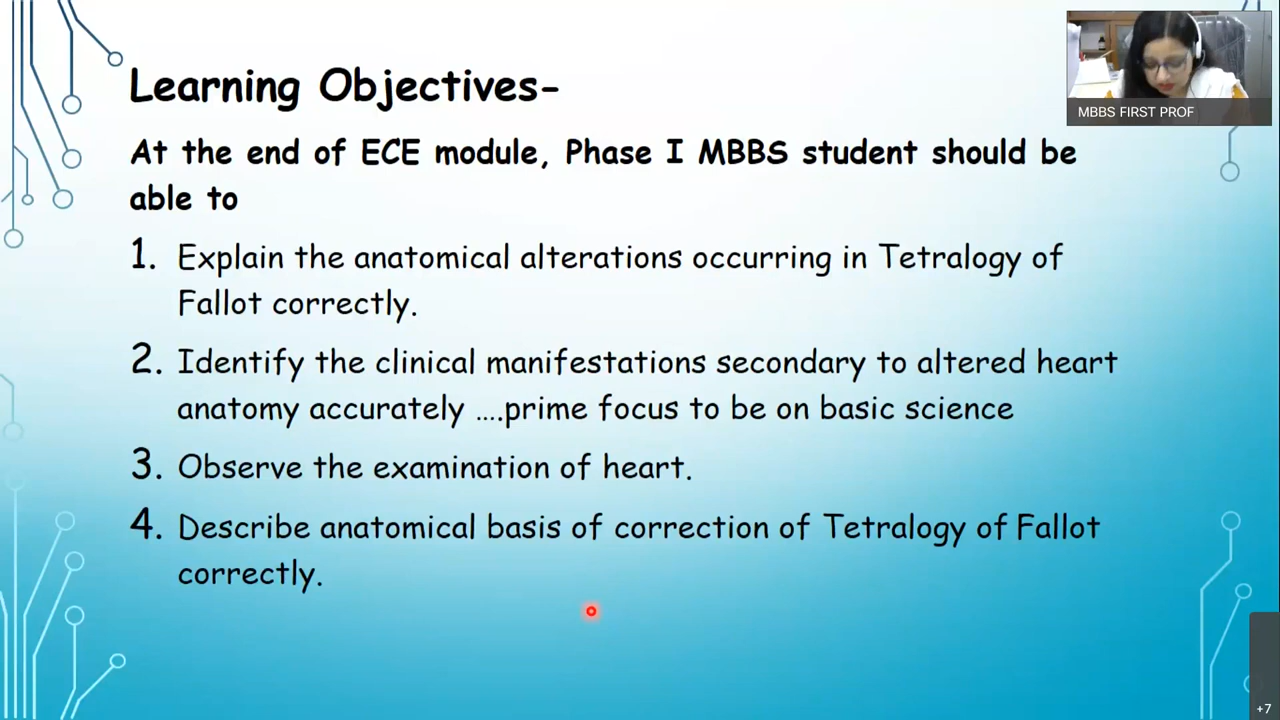 Learning Objectives-
At the end of ECE module, Phase I MBBS student should be
able to
1. Explain the anatomical alterations occurring in Tetralogy of
Fallot correctly.
2. Identify the clinical manifestations secondary to altered heart
anatomy accurately ….prime focus to be on basic science
3. Observe the examination of heart.
4. Describe anatomical basis of correction of Tetralogy of Fallot
correctly.
MBBS FIRST PROF
+7